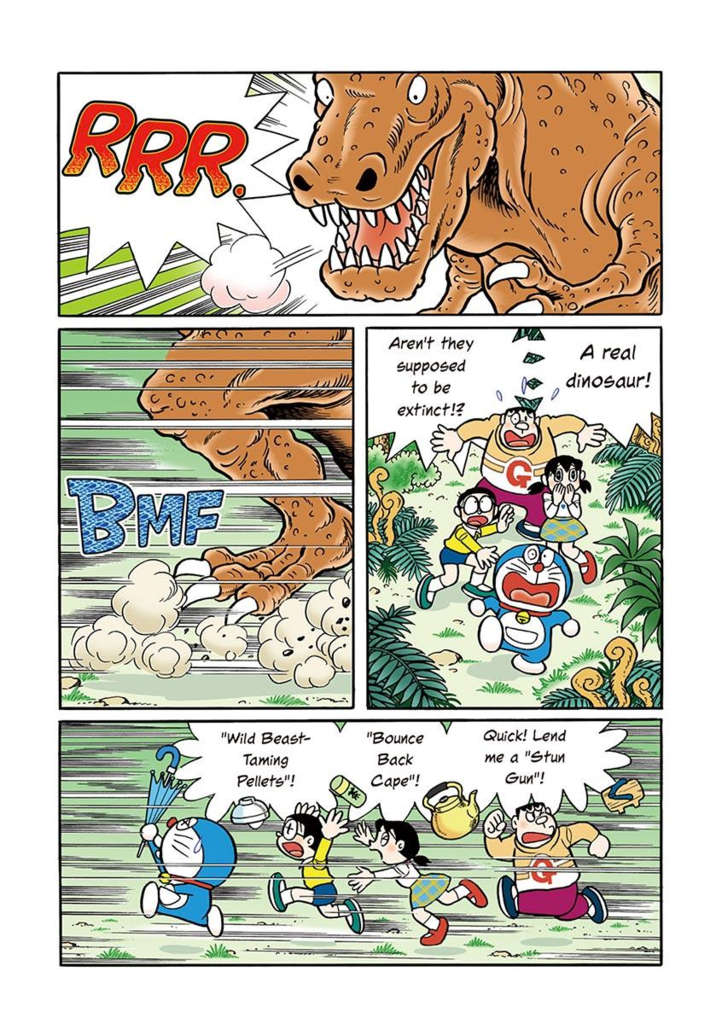 RRR.
BMF
Aren't they
supposed
to be
extinct!?
A real
dinosaur!
G
"Wild Beast-
Taming
Pellets"!
"Bounce
Back
Cape"!
Quick! Lend
me a "Stun
Gun"!
G